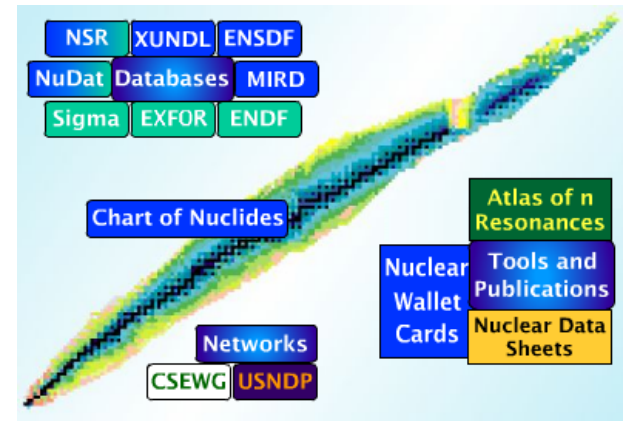 NSR XUNDL ENSDF
NuDat Databases MIRD
Sigma EXFOR ENDF
Chart of Nuclides
Atlas of n
Resonances
Nuclear
Wallet
Cards
Tools and
Publications
Nuclear Data
Sheets
Networks
CSEWG USNDP